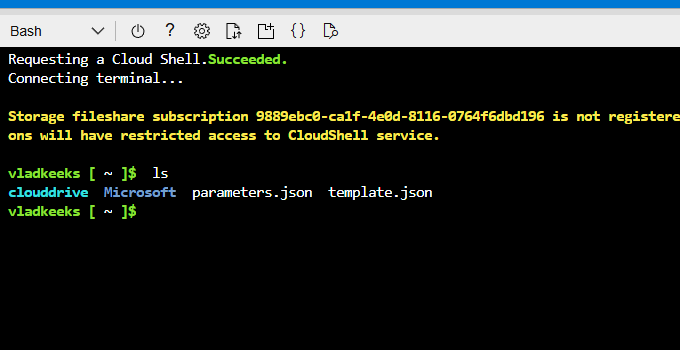 Bash
Requesting a Cloud Shell.Succeeded.
Connecting terminal...
Storage fileshare subscription 9889ebc0-ca1f-4e0d-8116-0764f6dbd196 is not registere
ons will have restricted access to CloudShell service.
vladkeeks [ ~ ]$  ls
clouddrive  Microsoft  parameters.json  template.json
vladkeeks [ ~ ]$